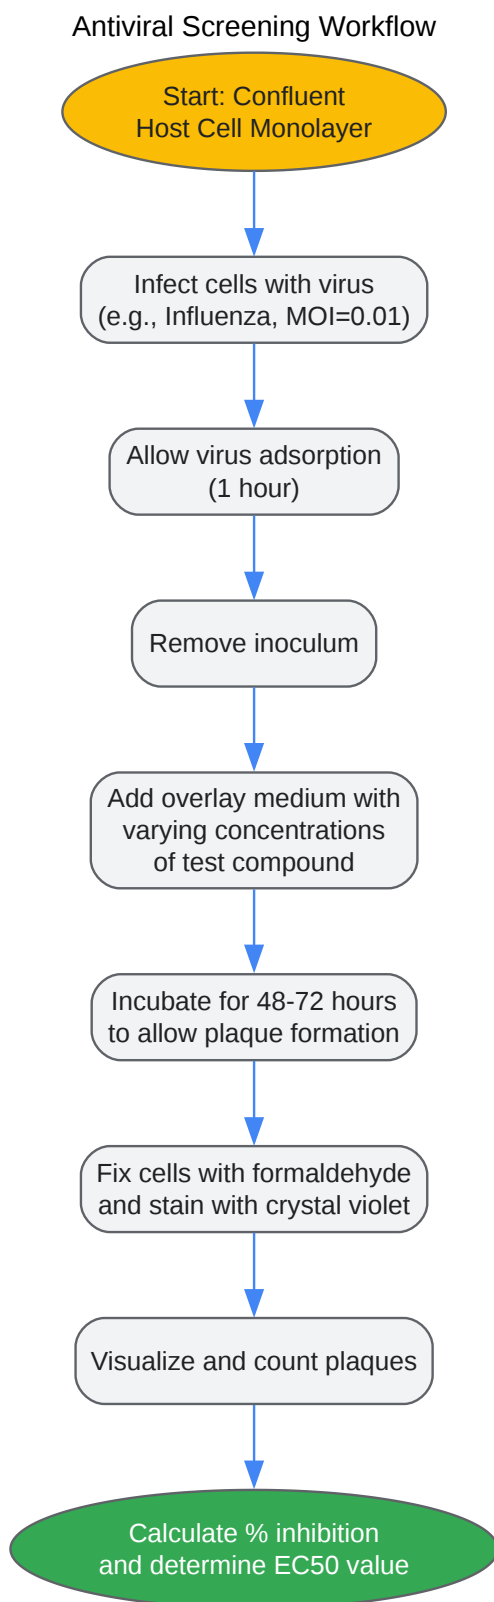 Antiviral Screening Workflow
Start: Confluent
Host Cell Monolayer
Infect cells with virus
(e.g., Influenza, MOI=0.01)
Allow virus adsorption
(1 hour)
Remove inoculum
Add overlay medium with
varying concentrations
of test compound
Incubate for 48-72 hours
to allow plaque formation
Fix cells with formaldehyde
and stain with crystal violet
Visualize and count plaques
Calculate % inhibition
and determine EC50 value